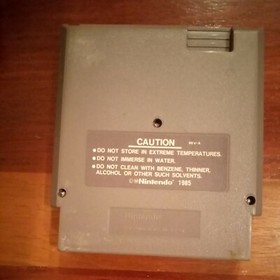 CAUTION
• DO NOT STORE IN EXTREME TEMPERATURES.
• DO NOT IMMERSE IN WATER.
• DO NOT CLEAN WITH BENZENE, THINNER,
ALCOHOL OR OTHER SUCH SOLVENTS.
Nintendo 1985